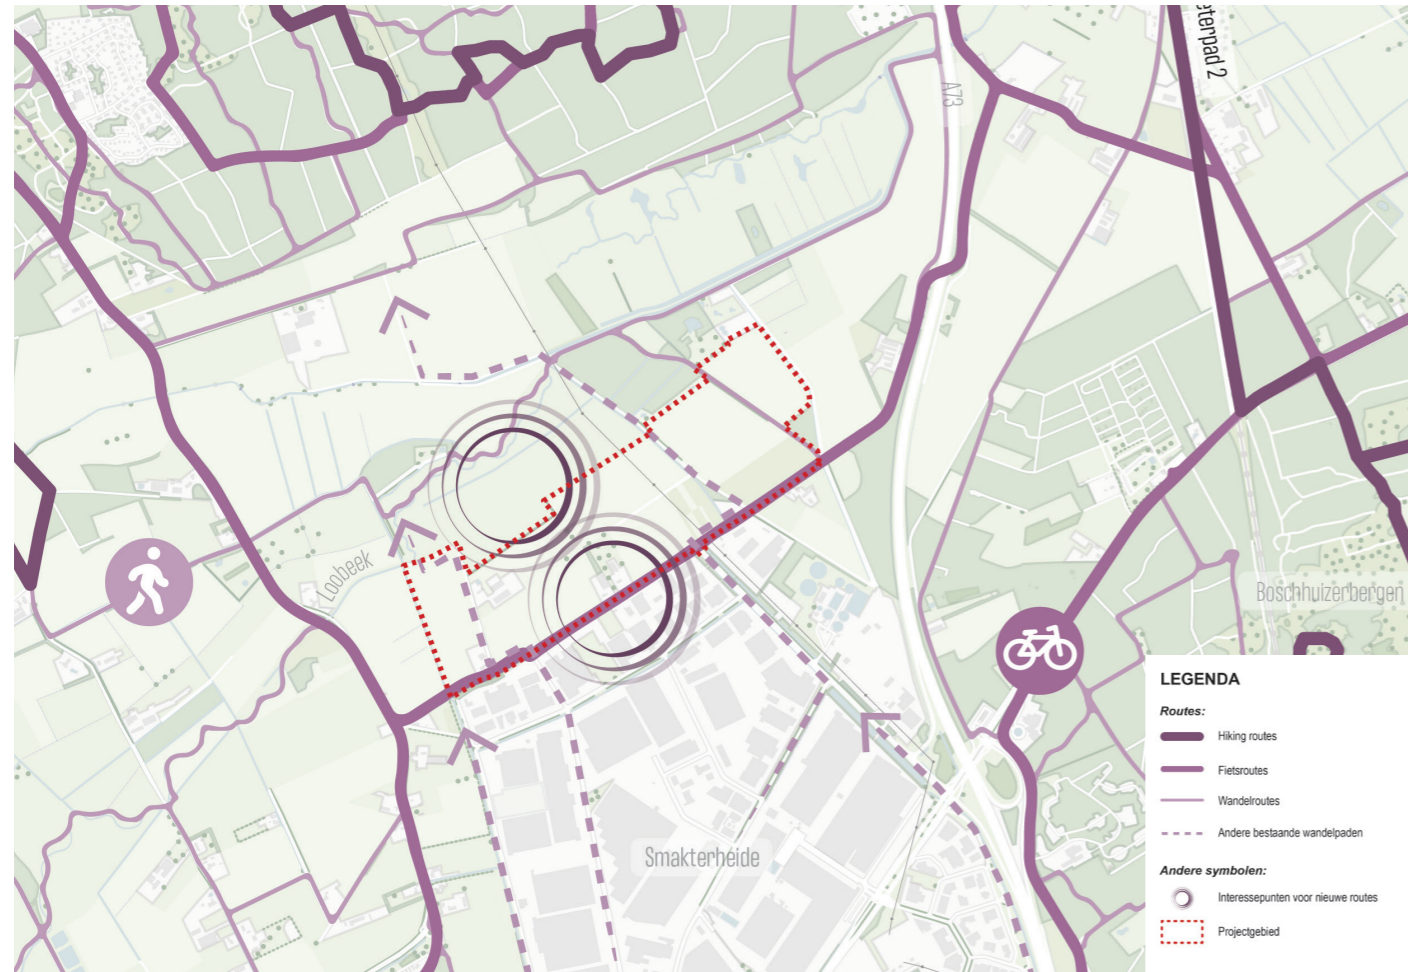 eterpad 2
A73
Loobeek
Boschhuizerbergen
Smakterheide
LEGENDA
Routes:
Hiking routes
Fietsroutes
Wandelroutes
Andere bestaande wandelpaden
Andere symbolen:
Interessepunten voor nieuwe routes
Projectgebied